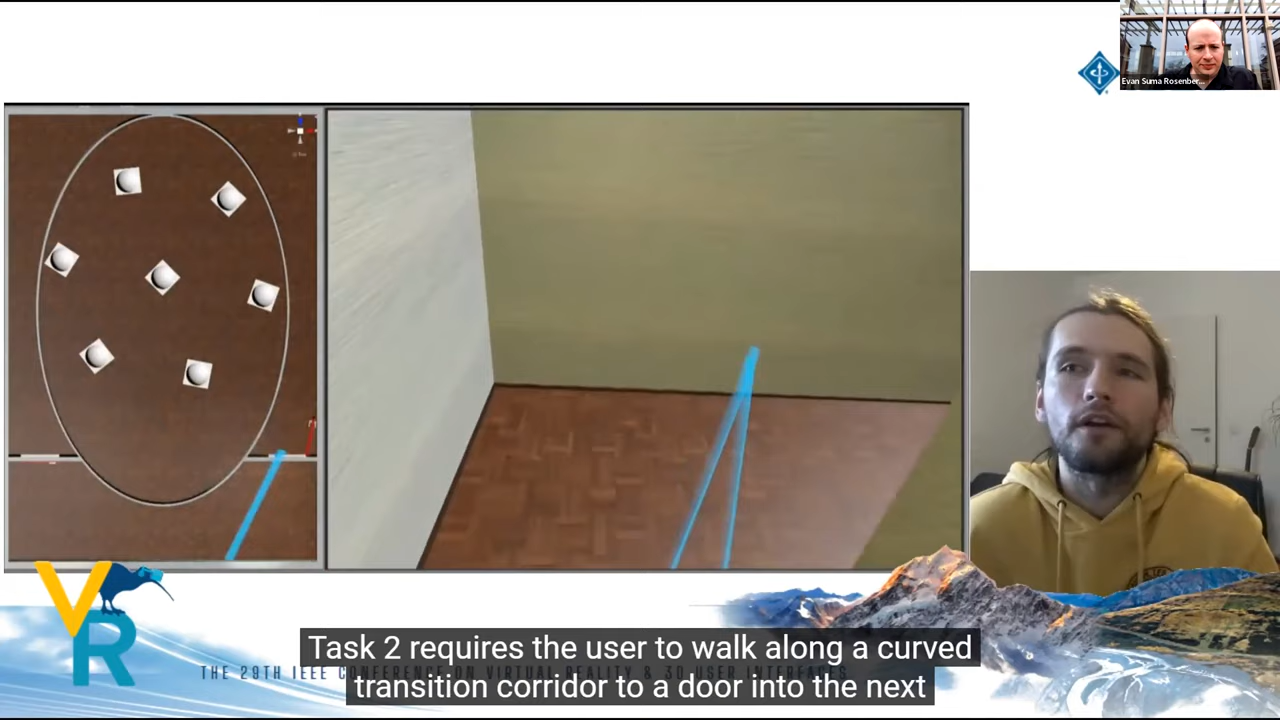 Evan Suma Rosenber...
VR
THE 29TH IEEE CONFERENCE ON VIRTUAL REALITY & 3D USER INTERFACES
Task 2 requires the user to walk along a curved
transition corridor to a door into the next